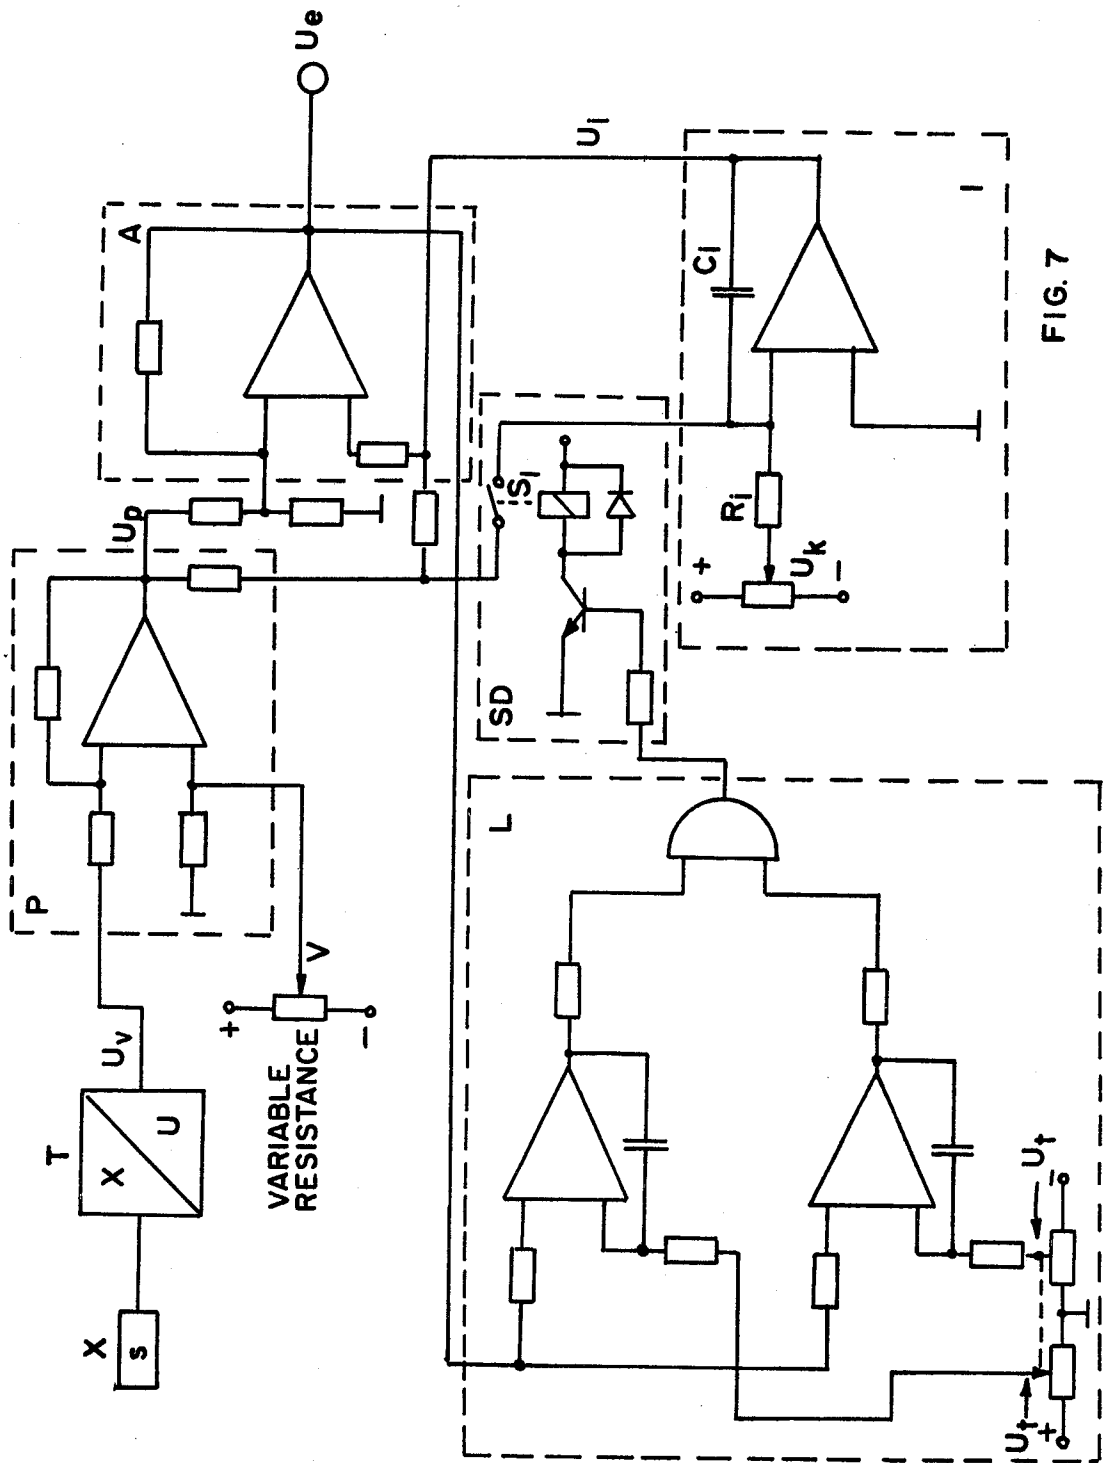 X
s
T
X
U
Uv
+
V
-
VARIABLE
RESISTANCE
P
Up
A
Ue
Ui
L
SD
Si
+
Uk
-
Ri
Ci
I
Ut
+
Ut
-
FIG. 7